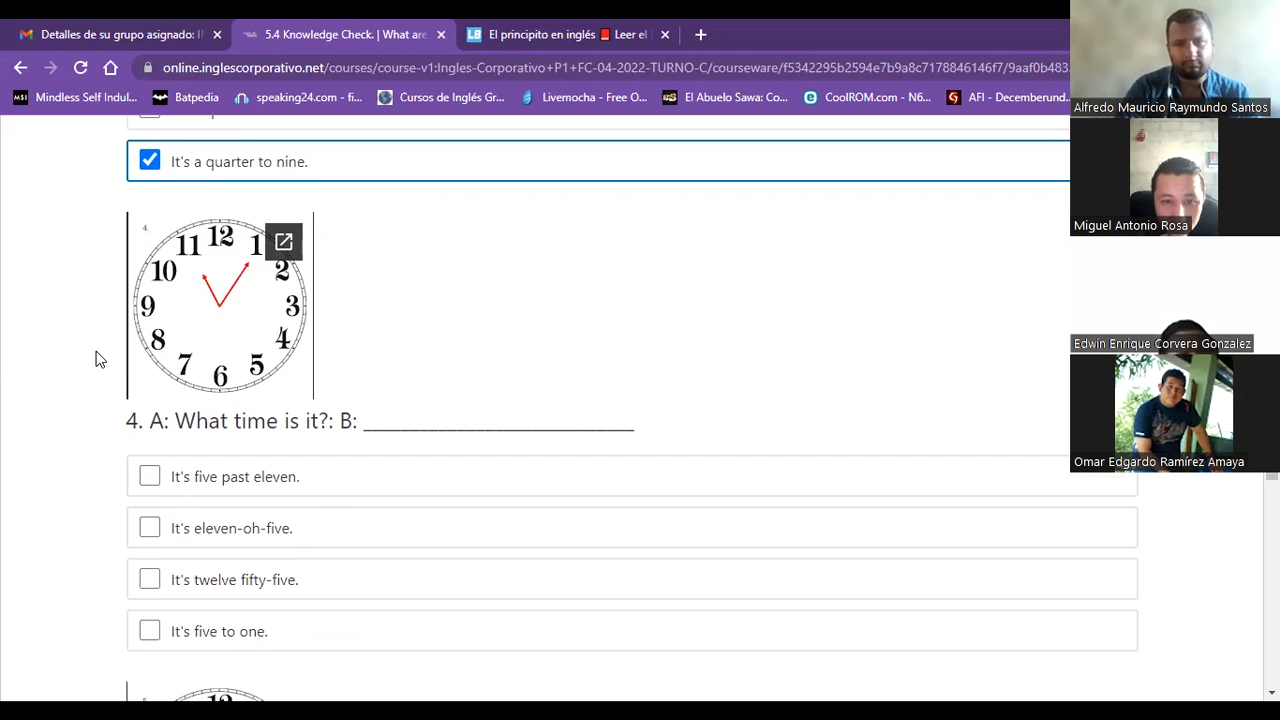 Detalles de su grupo asignado: I
5.4 Knowledge Check. | What are
El principito en inglés 📕 Leer el
online.inglescorporativo.net/courses/course-v1:Ingles-Corporativo+P1+FC-04-2022-TURNO-C/courseware/f5342295b2594e7b9a8c7178846146f7/9aaf0b483
Mindless Self Indul...
Batpedia
speaking24.com - fi...
Cursos de Inglés Gr...
Livemocha - Free O...
El Abuelo Sawa: Co...
CoolROM.com - N6...
AFI - Decemberund...
Alfredo Mauricio Raymundo Santos
Miguel Antonio Rosa
Edwin Enrique Corvera Gonzalez
Omar Edgardo Ramírez Amaya
It's a quarter to nine.
4.
12
11 1
10 2
9 3
8 4
7 5
6
4. A: What time is it?: B: ___________________________
It's five past eleven.
It's eleven-oh-five.
It's twelve fifty-five.
It's five to one.
12